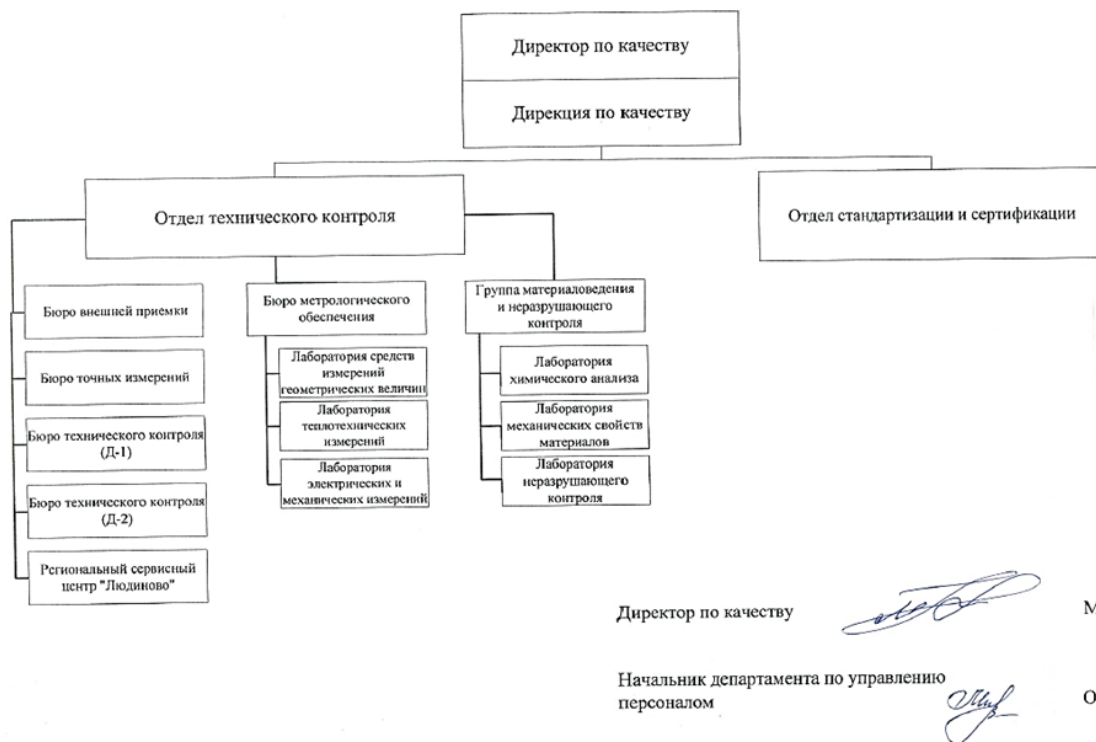 Директор по качеству
Дирекция по качеству
Отдел технического контроля
Отдел стандартизации и сертификации
Бюро внешней приемки
Бюро точных измерений
Бюро технического контроля
(Д-1)
Бюро технического контроля
(Д-2)
Региональный сервисный
центр "Людиново"
Бюро метрологического
обеспечения
Лаборатория средств
измерений
геометрических величин
Лаборатория
теплотехнических
измерений
Лаборатория
электрических и
механических измерений
Группа материаловедения
и неразрушающего
контроля
Лаборатория
химического анализа
Лаборатория
механических свойств
материалов
Лаборатория
неразрушающего
контроля
Директор по качеству
М
Начальник департамента по управлению
персоналом
О